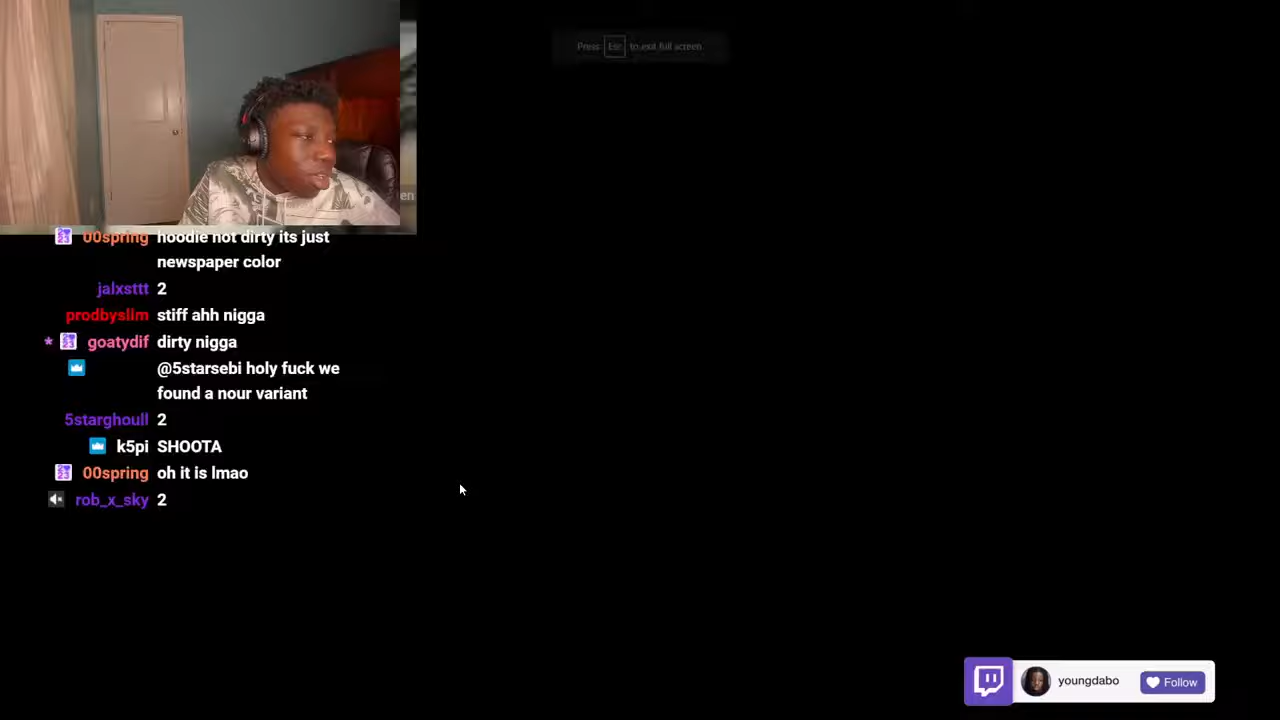 Press Esc to exit full screen
en
00spring hoodie not dirty its just
newspaper color
jalxsttt 2
prodbysllm stiff ahh nigga
* goatydif dirty nigga
@5starsebi holy fuck we
found a nour variant
5starghoull 2
k5pi SHOOTA
00spring oh it is lmao
rob_x_sky 2
youngdabo Follow